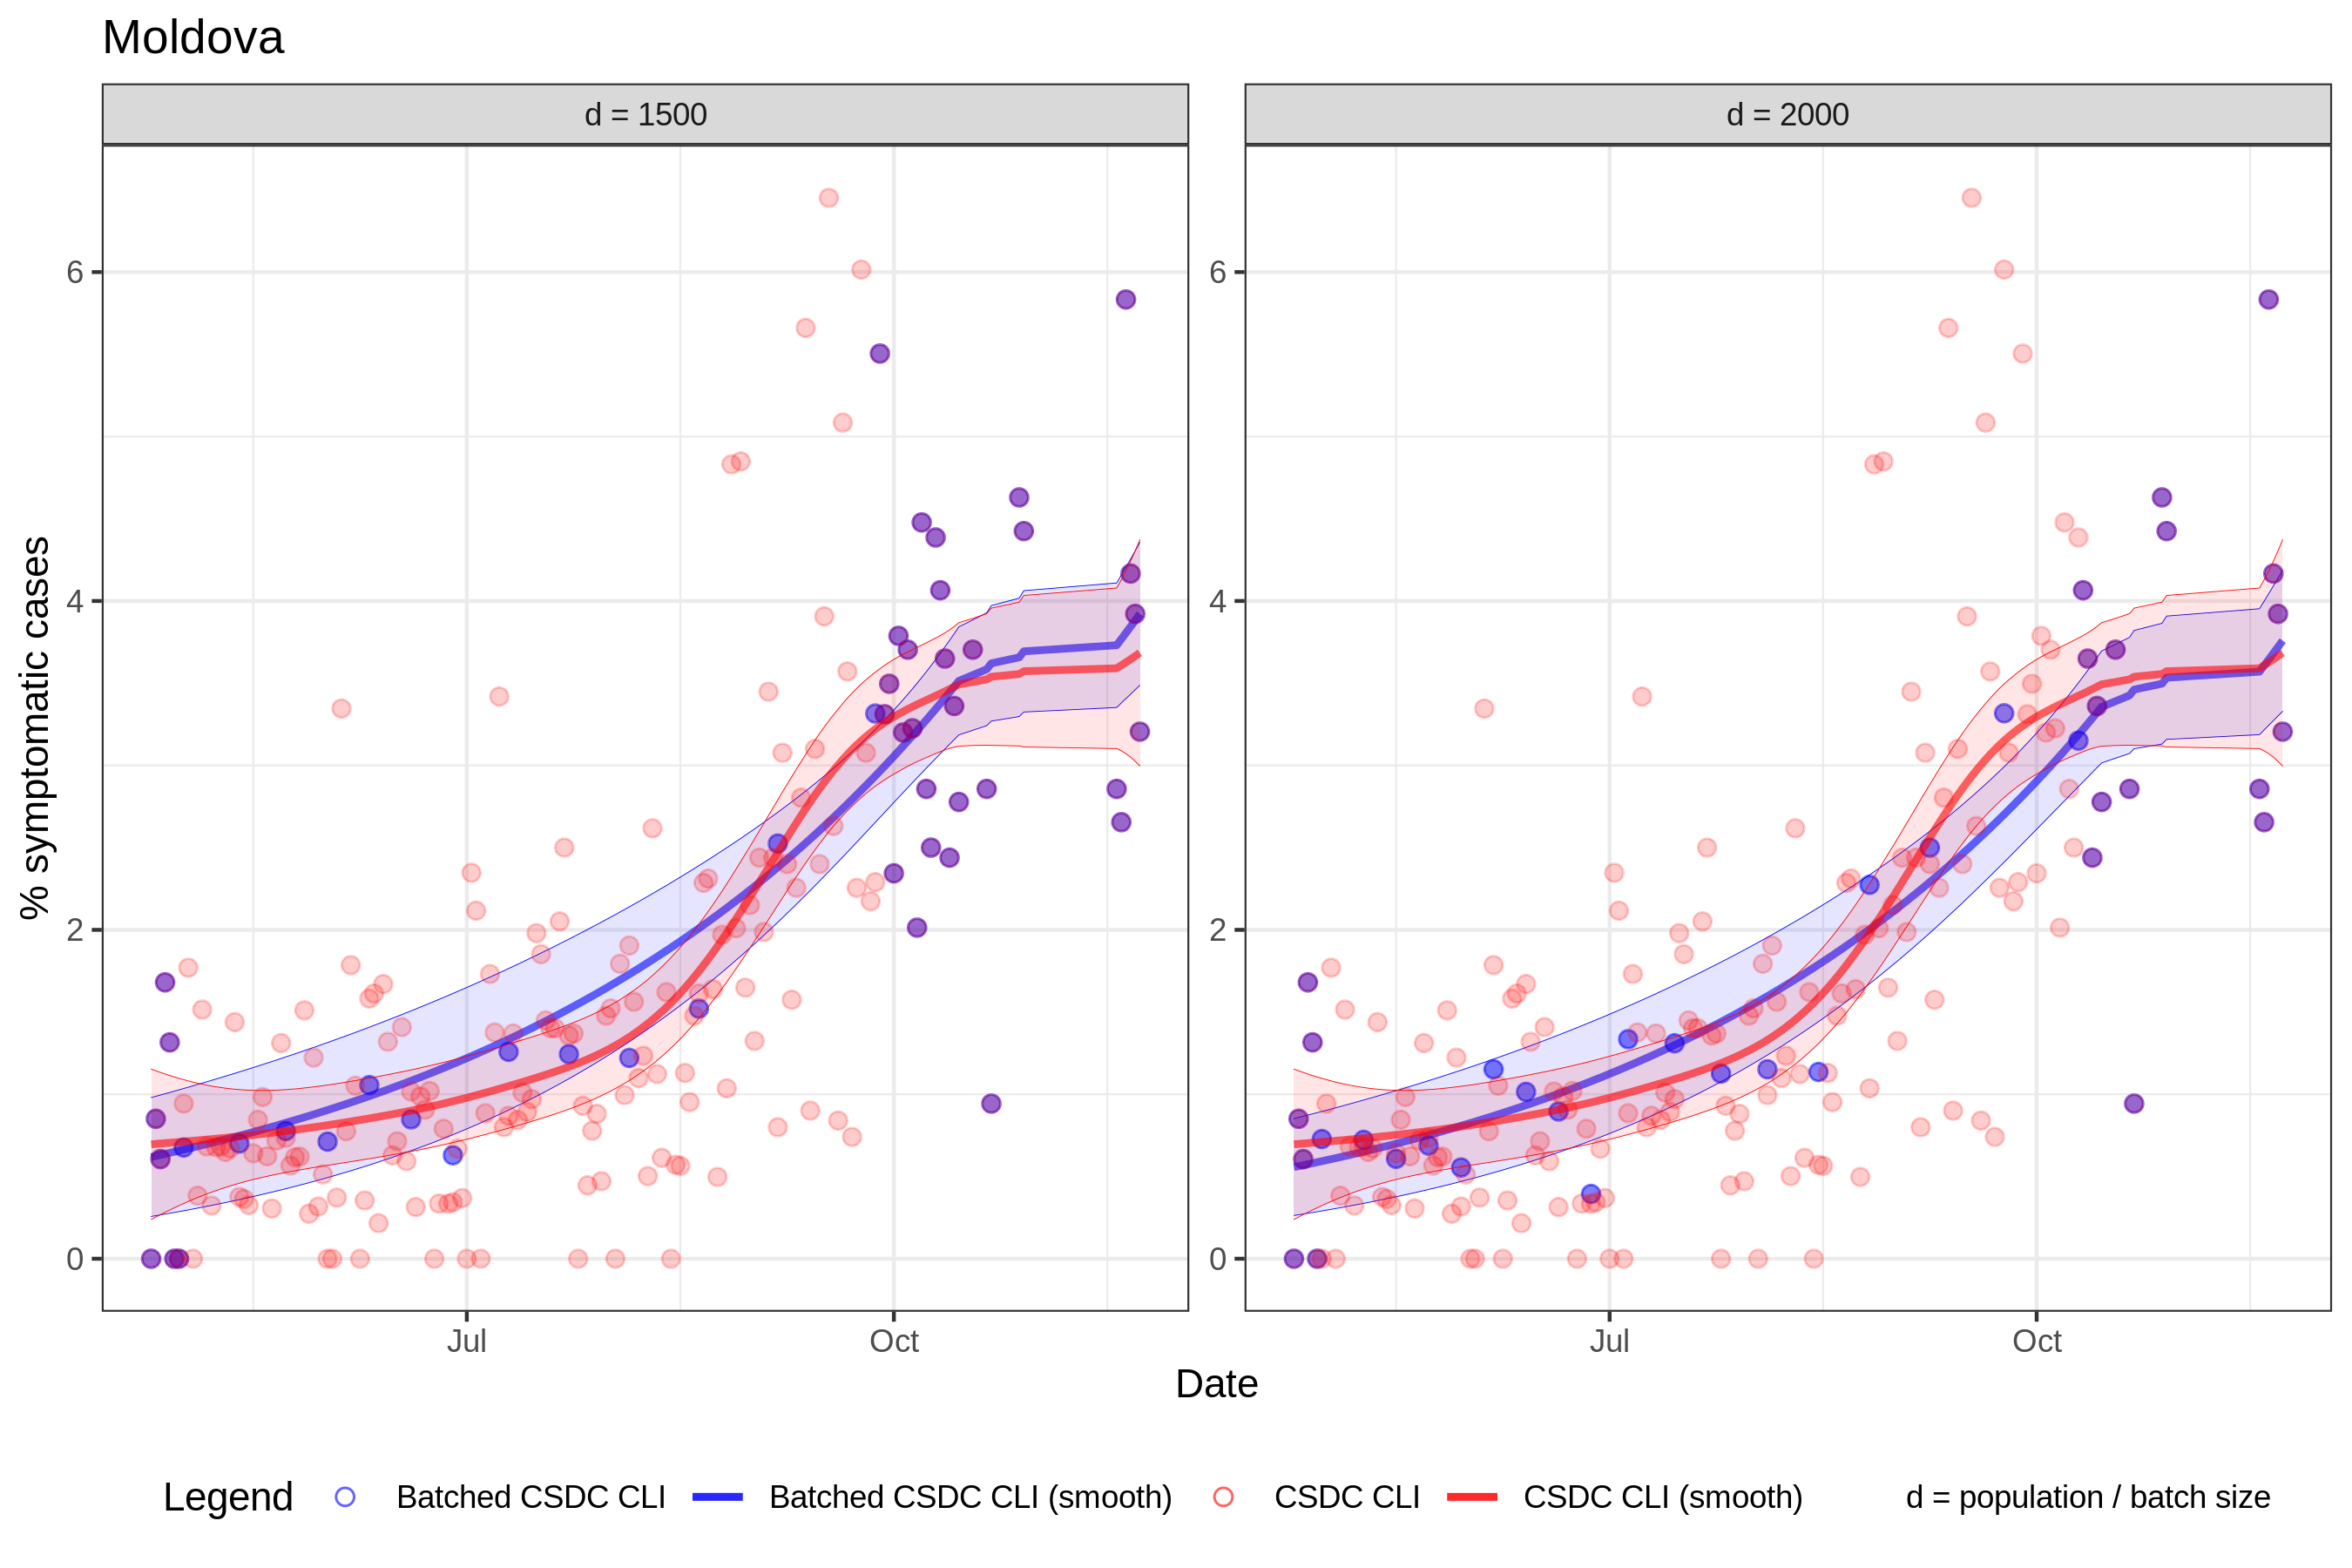 Moldova
d = 1500
d = 2000
% symptomatic cases
6
4
2
0
6
4
2
0
Jul
Oct
Jul
Oct
Date
Legend
Batched CSDC CLI
Batched CSDC CLI (smooth)
CSDC CLI
CSDC CLI (smooth)
d = population / batch size